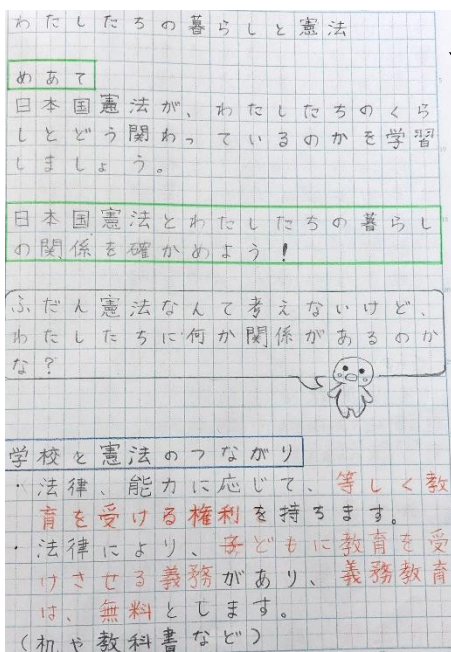 わたしたちの暮らしと憲法
めあて
日本国憲法が、わたしたちのくら
しとどう関わっているのかを学習
しましょう。
日本国憲法とわたしたちの暮らし
の関係を確かめよう!
ふだん憲法なんて考えないけど、
わたしたちに何か関係があるのか
な?
学校と憲法のつながり
・法律、能力に応じて、等しく教
育を受ける権利を持ちます。
・法律により、子どもに教育を受
けさせる義務があり、義務教育
は、無料とします。
(机や教科書など)